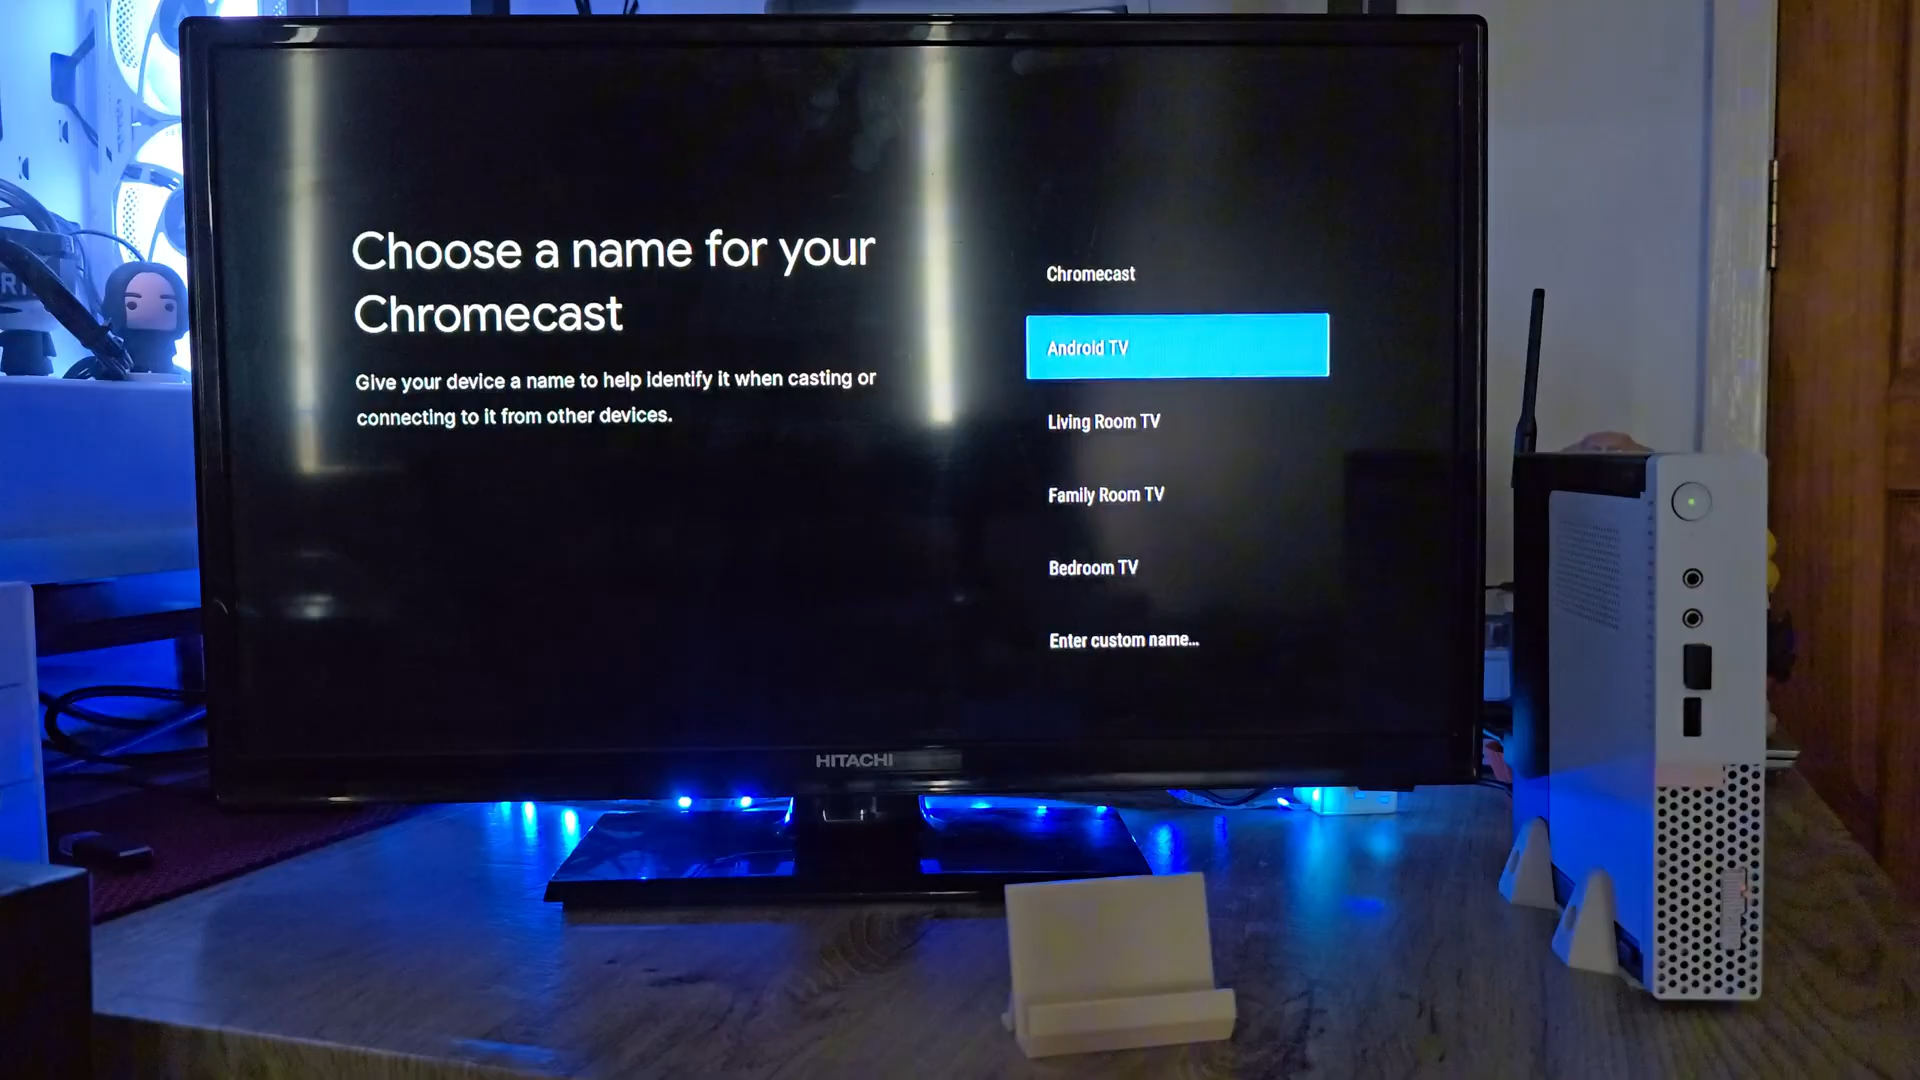 Choose a name for your
Chromecast
Give your device a name to help identify it when casting or
connecting to it from other devices.
Chromecast
Android TV
Living Room TV
Family Room TV
Bedroom TV
Enter custom name...
HITACHI